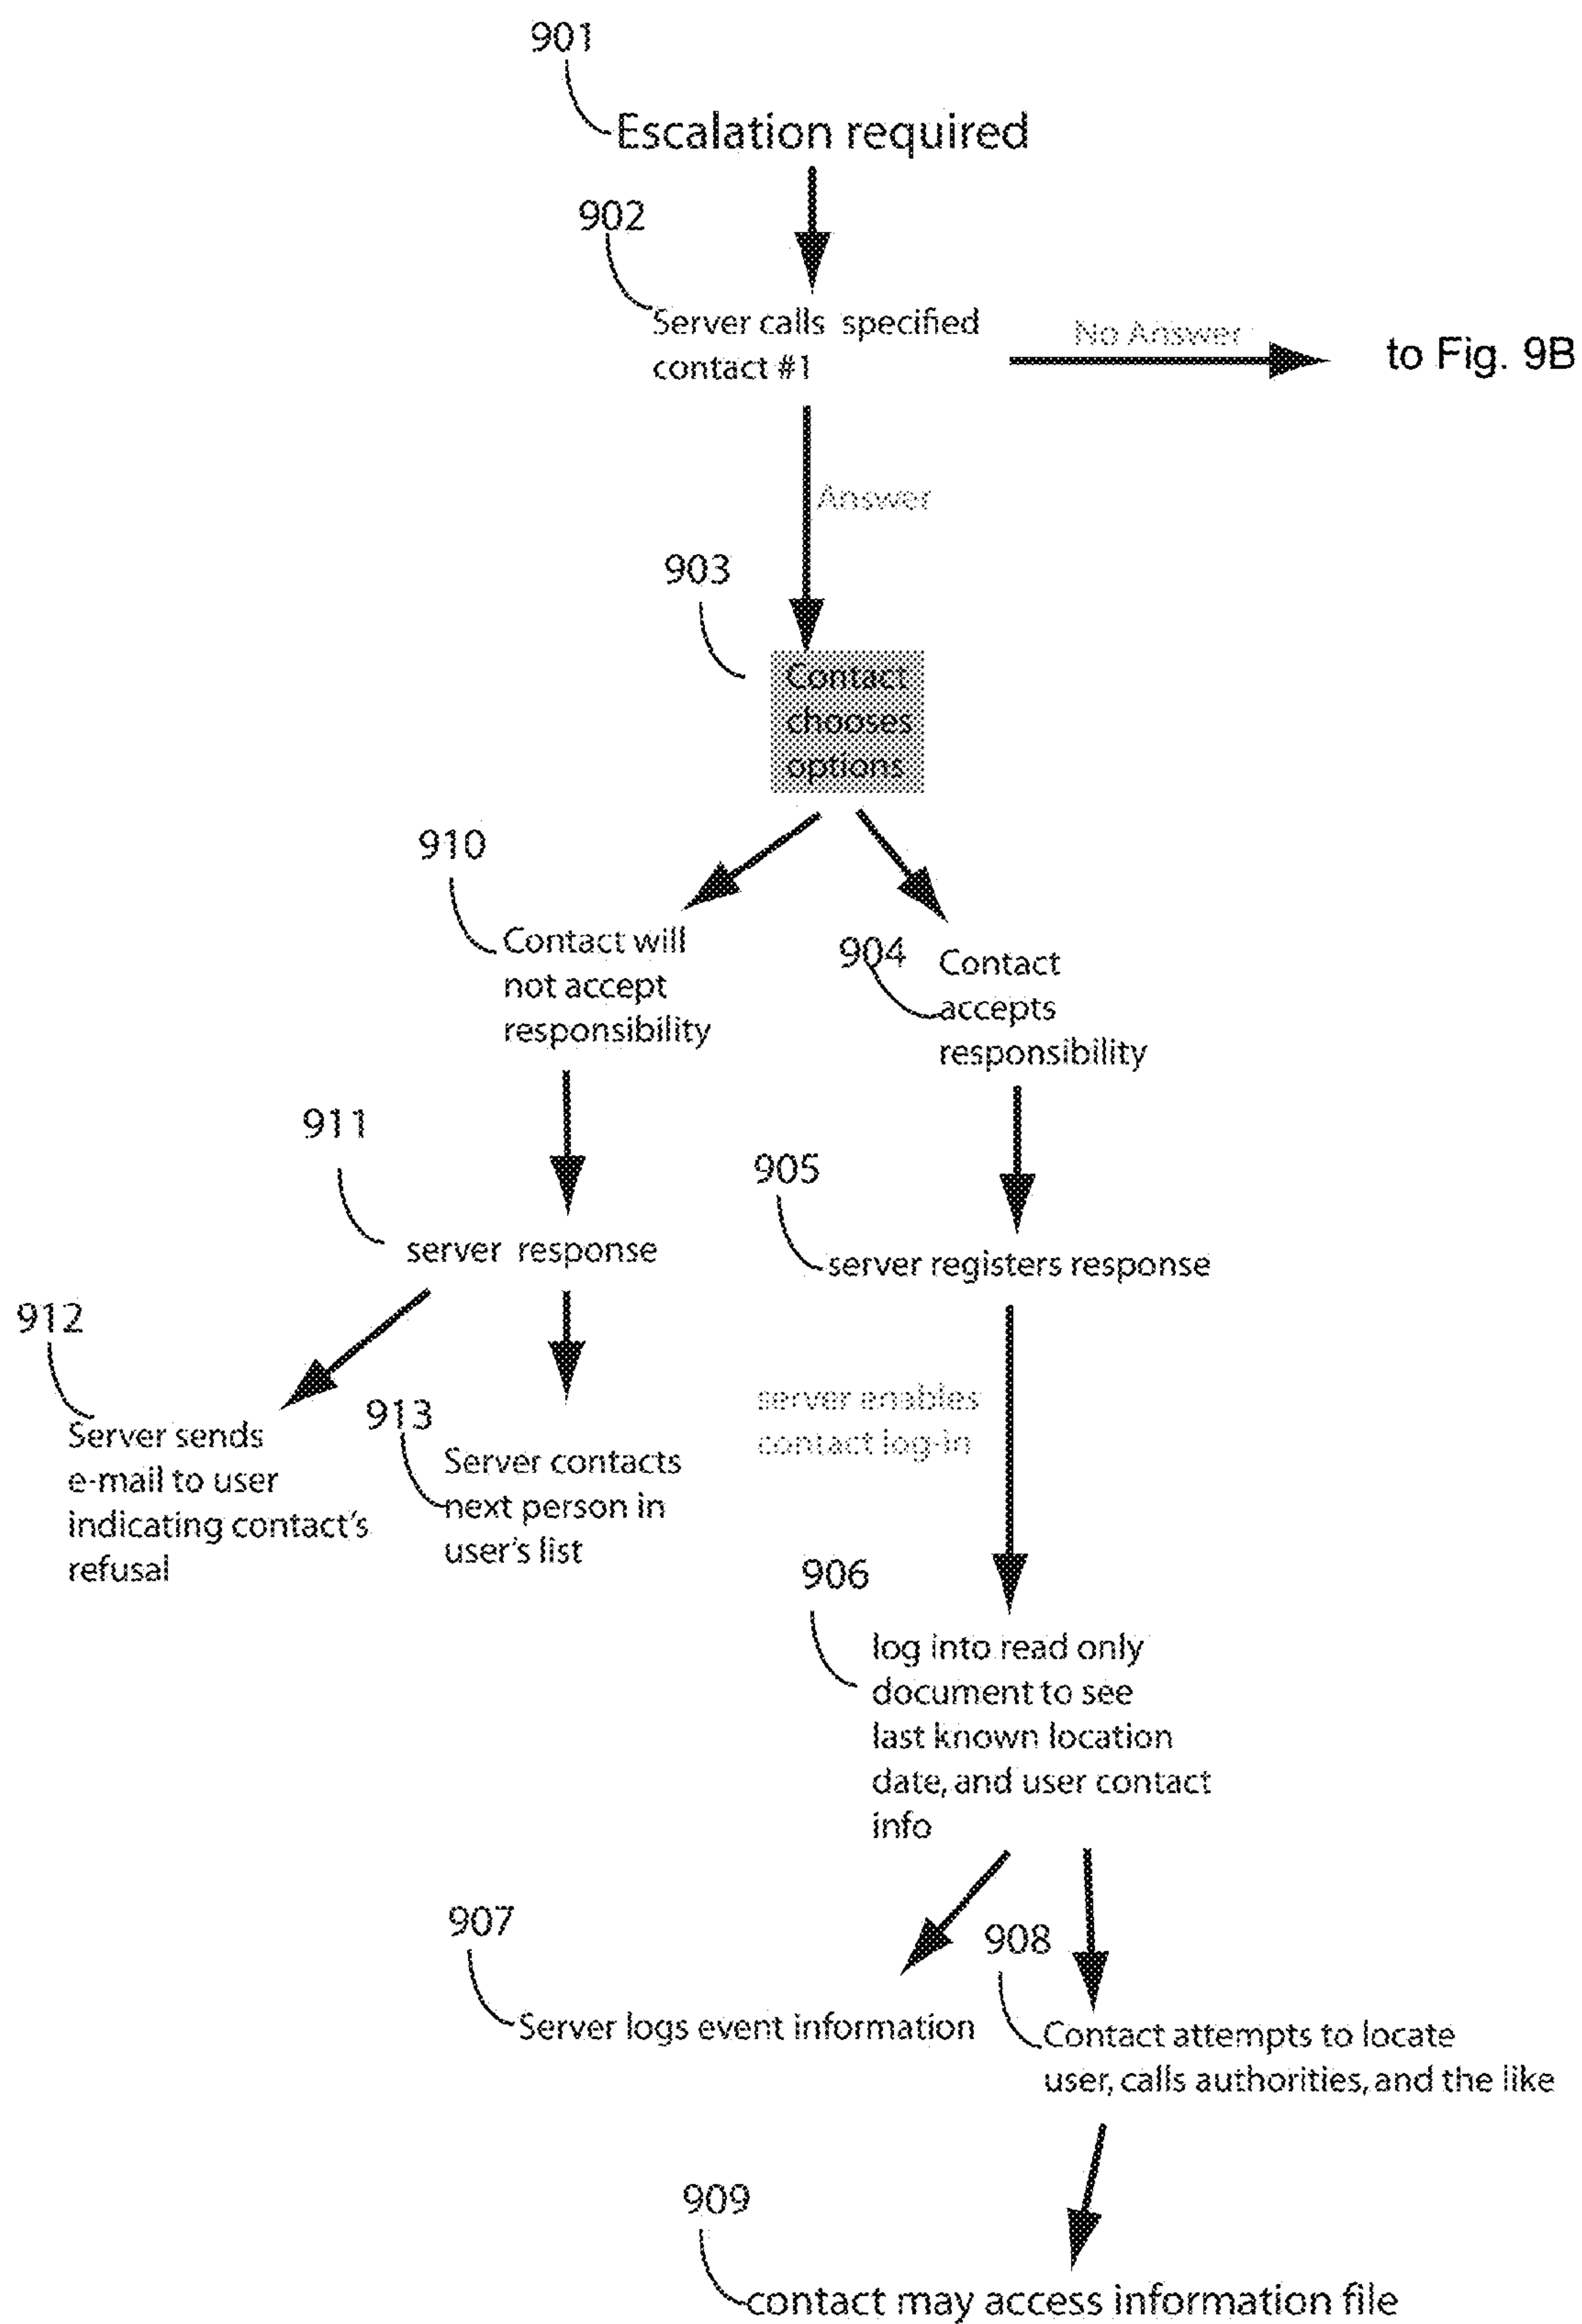 901
Escalation required
902
Server calls specified
contact #1
No Answer
to Fig. 9B
Answer
903
Contact
chooses
options
910
Contact will
not accept
responsibility
904
Contact
accepts
responsibility
911
server response
905
server registers response
912
Server sends
e-mail to user
indicating contact's
refusal
913
Server contacts
next person in
user's list
server enables
contact log-in
906
log into read only
document to see
last known location
date, and user contact
info
907
Server logs event information
908
Contact attempts to locate
user, calls authorities, and the like
909
contact may access information file